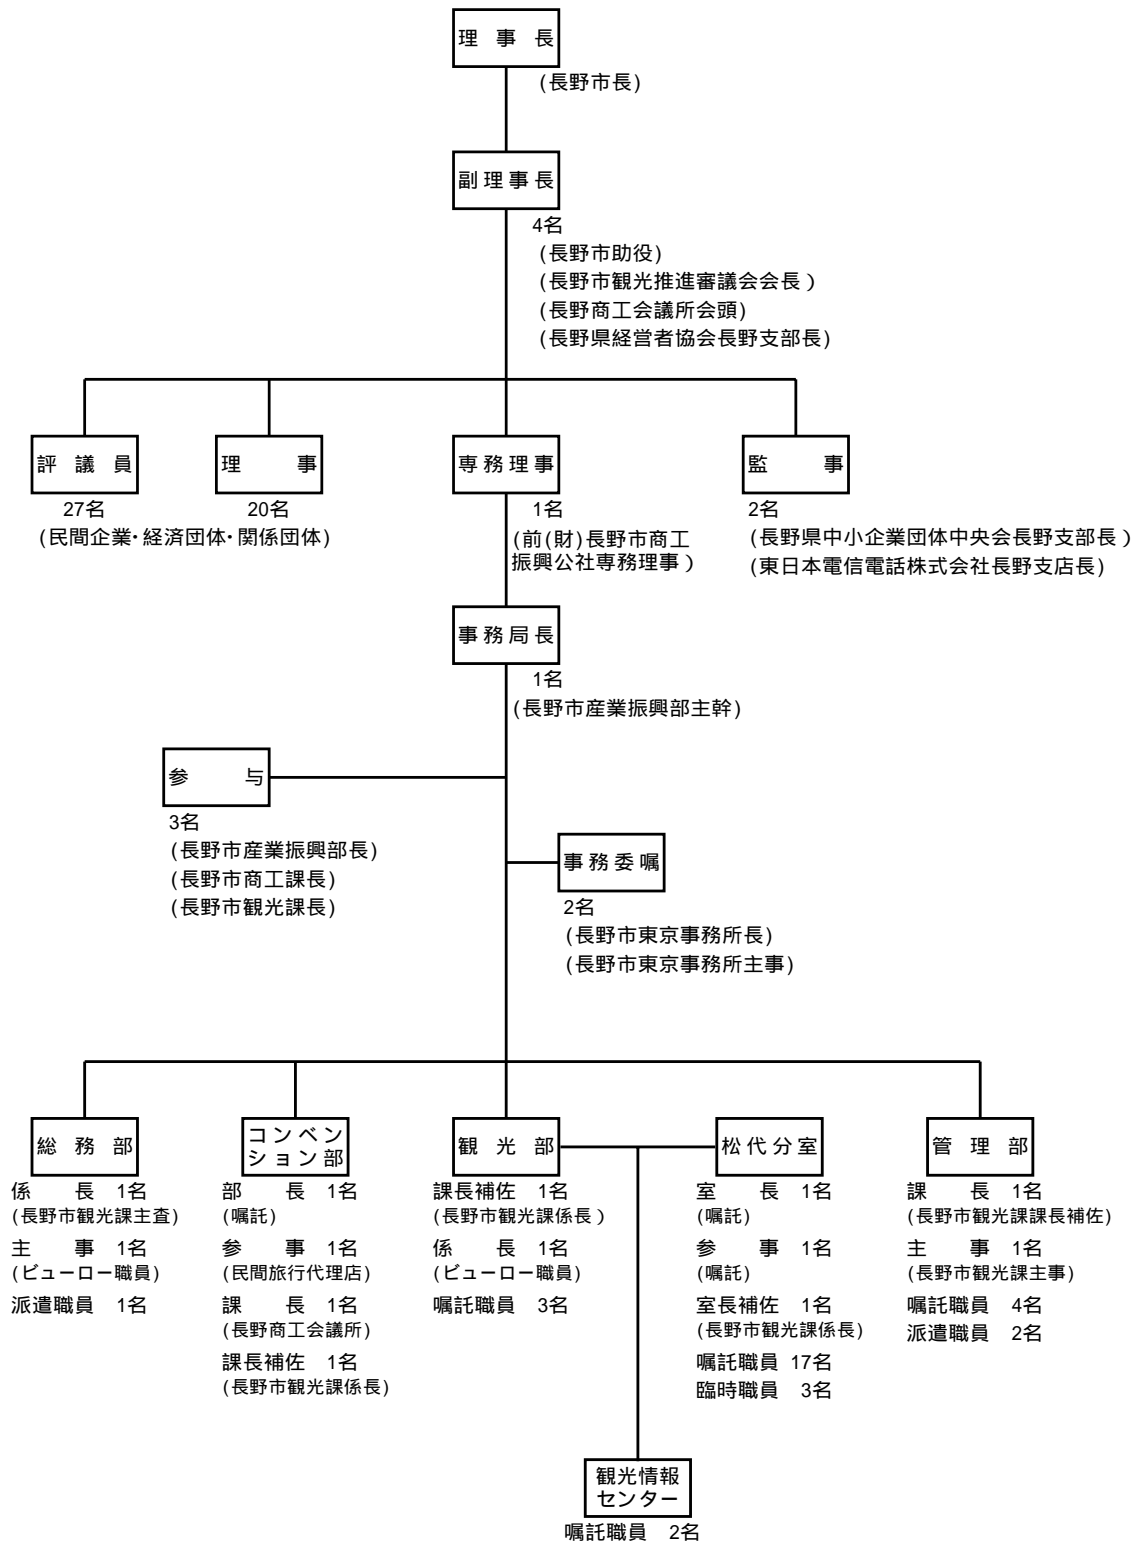 理事長
(長野市長)
副理事長
4名
(長野市助役)
(長野市観光推進審議会会長)
(長野商工会議所会頭)
(長野県経営者協会長野支部長)
評議員
27名
理事
20名
(民間企業・経済団体・関係団体)
専務理事
1名
(前(財)長野市商工
振興公社専務理事)
監事
2名
(長野県中小企業団体中央会長野支部長)
(東日本電信電話株式会社長野支店長)
事務局長
1名
(長野市産業振興部主幹)
参与
3名
(長野市産業振興部長)
(長野市商工課長)
(長野市観光課長)
事務委嘱
2名
(長野市東京事務所長)
(長野市東京事務所主事)
総務部
係長 1名
(長野市観光課主査)
主事 1名
(ビューロー職員)
派遣職員 1名
コンベン
ション部
部長 1名
(嘱託)
参事 1名
(民間旅行代理店)
課長 1名
(長野商工会議所)
課長補佐 1名
(長野市観光課係長)
観光部
課長補佐 1名
(長野市観光課係長)
係長 1名
(ビューロー職員)
嘱託職員 3名
松代分室
室長 1名
(嘱託)
参事 1名
(嘱託)
室長補佐 1名
(長野市観光課係長)
嘱託職員 17名
臨時職員 3名
管理部
課長 1名
(長野市観光課課長補佐)
主事 1名
(長野市観光課主事)
嘱託職員 4名
派遣職員 2名
観光情報
センター
嘱託職員 2名